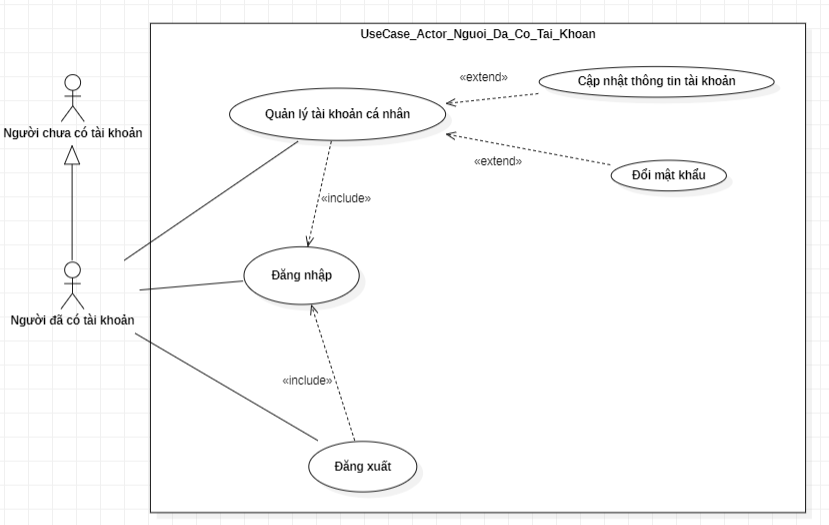 UseCase_Actor_Nguoi_Da_Co_Tai_Khoan
Người chưa có tài khoản
Người đã có tài khoản
Quản lý tài khoản cá nhân
«extend»
Cập nhật thông tin tài khoản
«extend»
Đổi mật khẩu
«include»
Đăng nhập
«include»
Đăng xuất